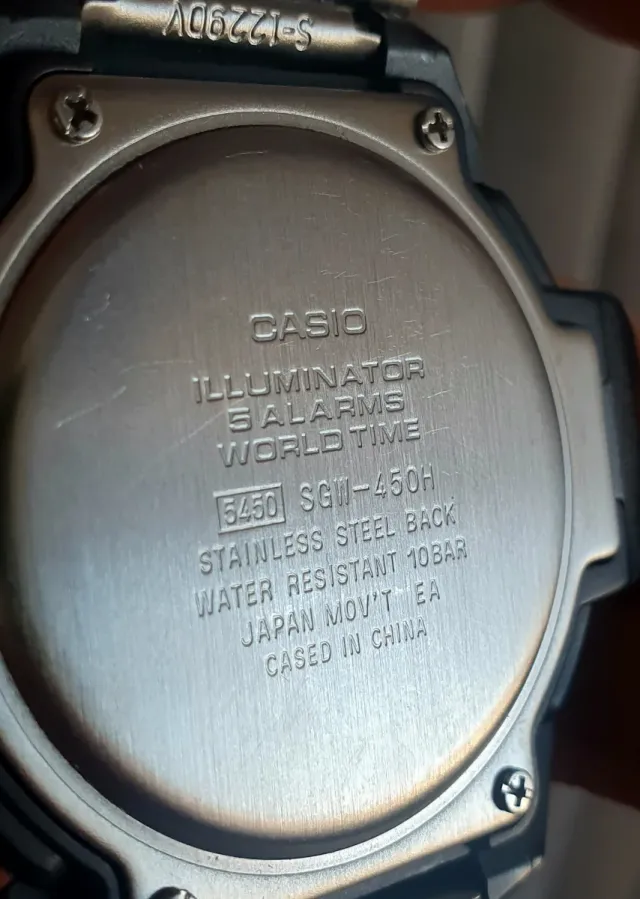 S-1229DV
CASIO
ILLUMINATOR
5 ALARMS
WORLD TIME
5450 SGW-450H
STAINLESS STEEL BACK
WATER RESISTANT 10BAR
JAPAN MOV'T EA
CASED IN CHINA